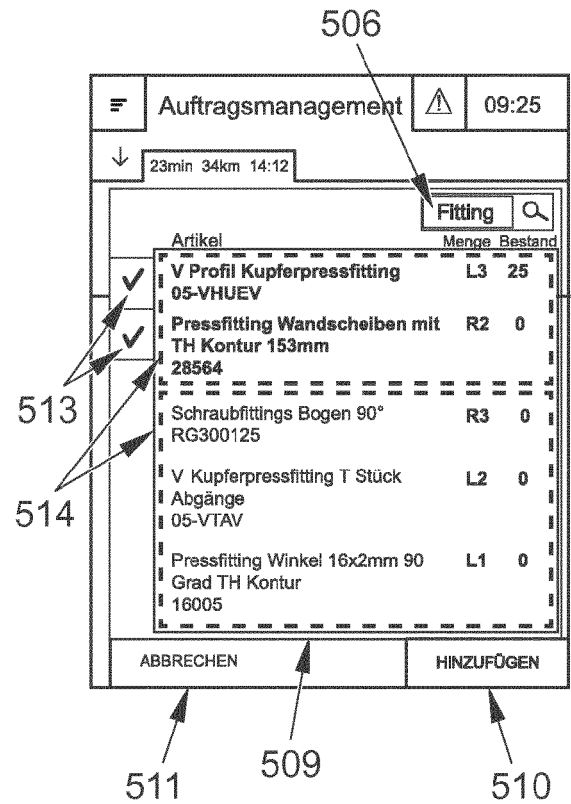 506
Auftragsmanagement 09:25
23min 34km 14:12
Fitting
Artikel Menge Bestand
V Profil Kupferpressfitting L3 25
05-VHUEV
Pressfitting Wandscheiben mit R2 0
TH Kontur 153mm
28564
513
Schraubfittings Bogen 90° R3 0
RG300125
514
V Kupferpressfitting T Stück L2 0
Abgänge
05-VTAV
Pressfitting Winkel 16x2mm 90 L1 0
Grad TH Kontur
16005
ABBRECHEN HINZUFÜGEN
511 509 510